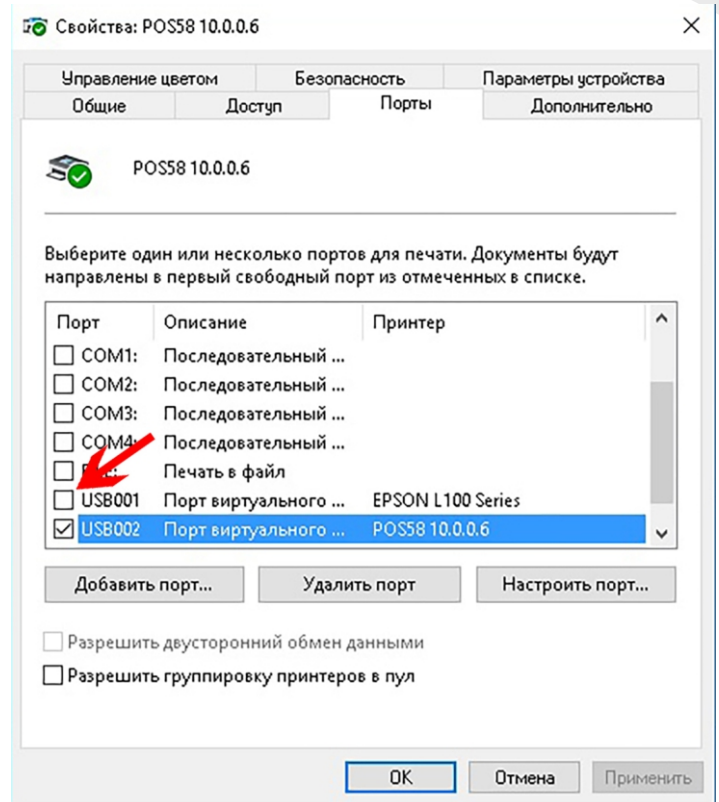 Свойства: POS58 10.0.0.6
Управление цветом Безопасность Параметры устройства
Общие Доступ Порты Дополнительно
POS58 10.0.0.6
Выберите один или несколько портов для печати. Документы будут
направлены в первый свободный порт из отмеченных в списке.
Порт Описание Принтер
COM1: Последовательный ...
COM2: Последовательный ...
COM3: Последовательный ...
COM4: Последовательный ...
Печать в файл
USB001 Порт виртуального ... EPSON L100 Series
USB002 Порт виртуального ... POS58 10.0.0.6
Добавить порт... Удалить порт Настроить порт...
Разрешить двусторонний обмен данными
Разрешить группировку принтеров в пул
OK Отмена Применить